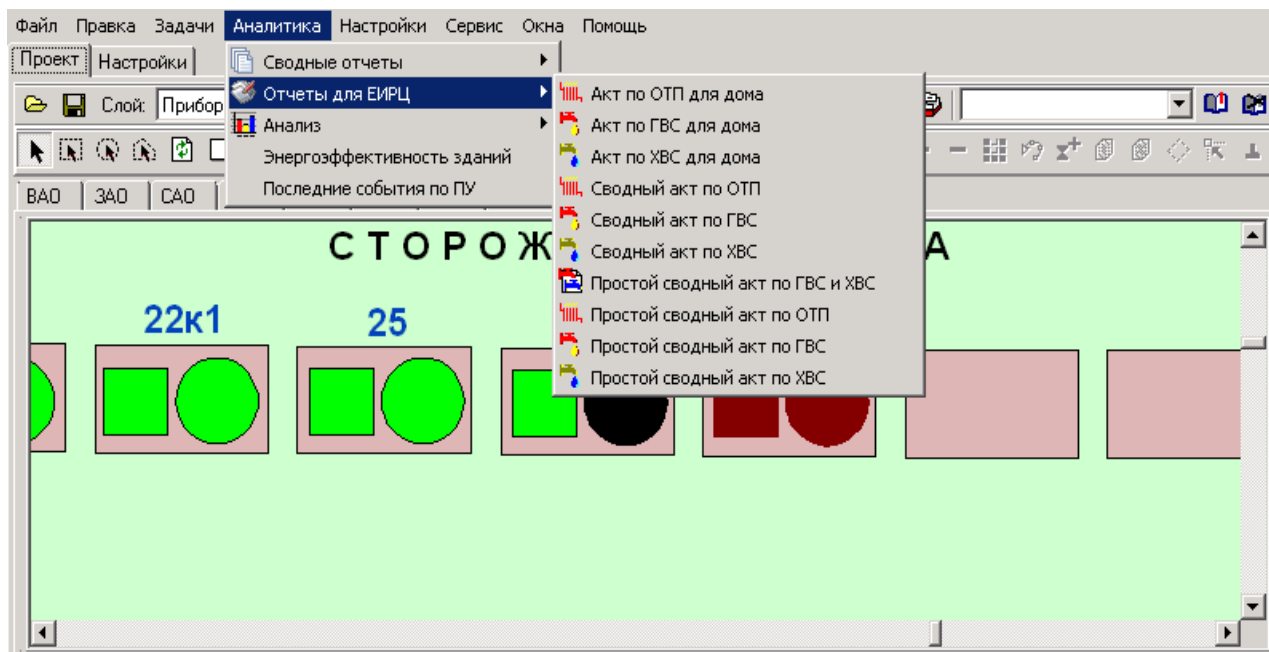 Файл Правка Задачи Аналитика Настройки Сервис Окна Помощь
Проект Настройки
Слой: Прибор
Сводные отчеты
Отчеты для ЕИРЦ
Анализ
Энергоэффективность зданий
Последние события по ПУ
Акт по ОТП для дома
Акт по ГВС для дома
Акт по ХВС для дома
Сводный акт по ОТП
Сводный акт по ГВС
Сводный акт по ХВС
Простой сводный акт по ГВС и ХВС
Простой сводный акт по ОТП
Простой сводный акт по ГВС
Простой сводный акт по ХВС
ВАО ЗАО САО
С Т О Р О Ж А
22к1 25